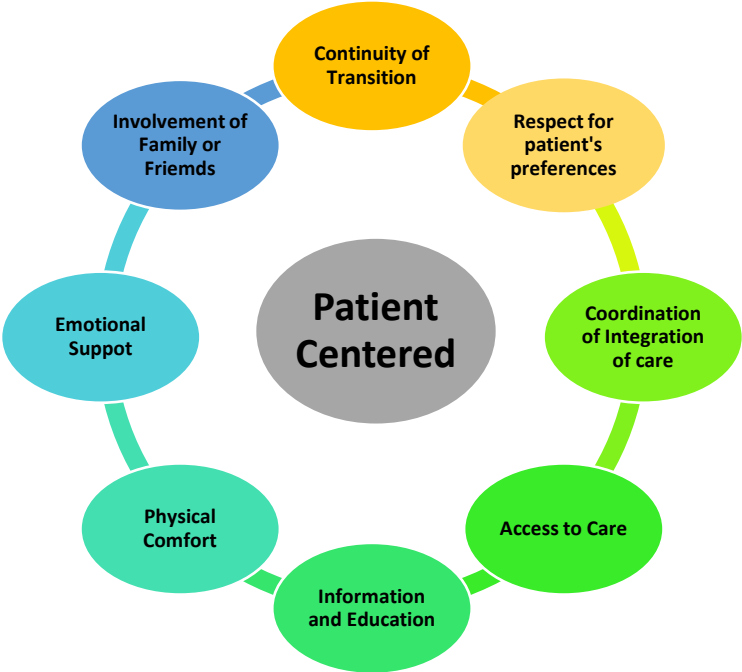 Continuity of
Transition
Respect for
patient's
preferences
Coordination
of Integration
of care
Access to Care
Information
and Education
Physical
Comfort
Emotional
Suppot
Involvement of
Family or
Friemds
Patient
Centered